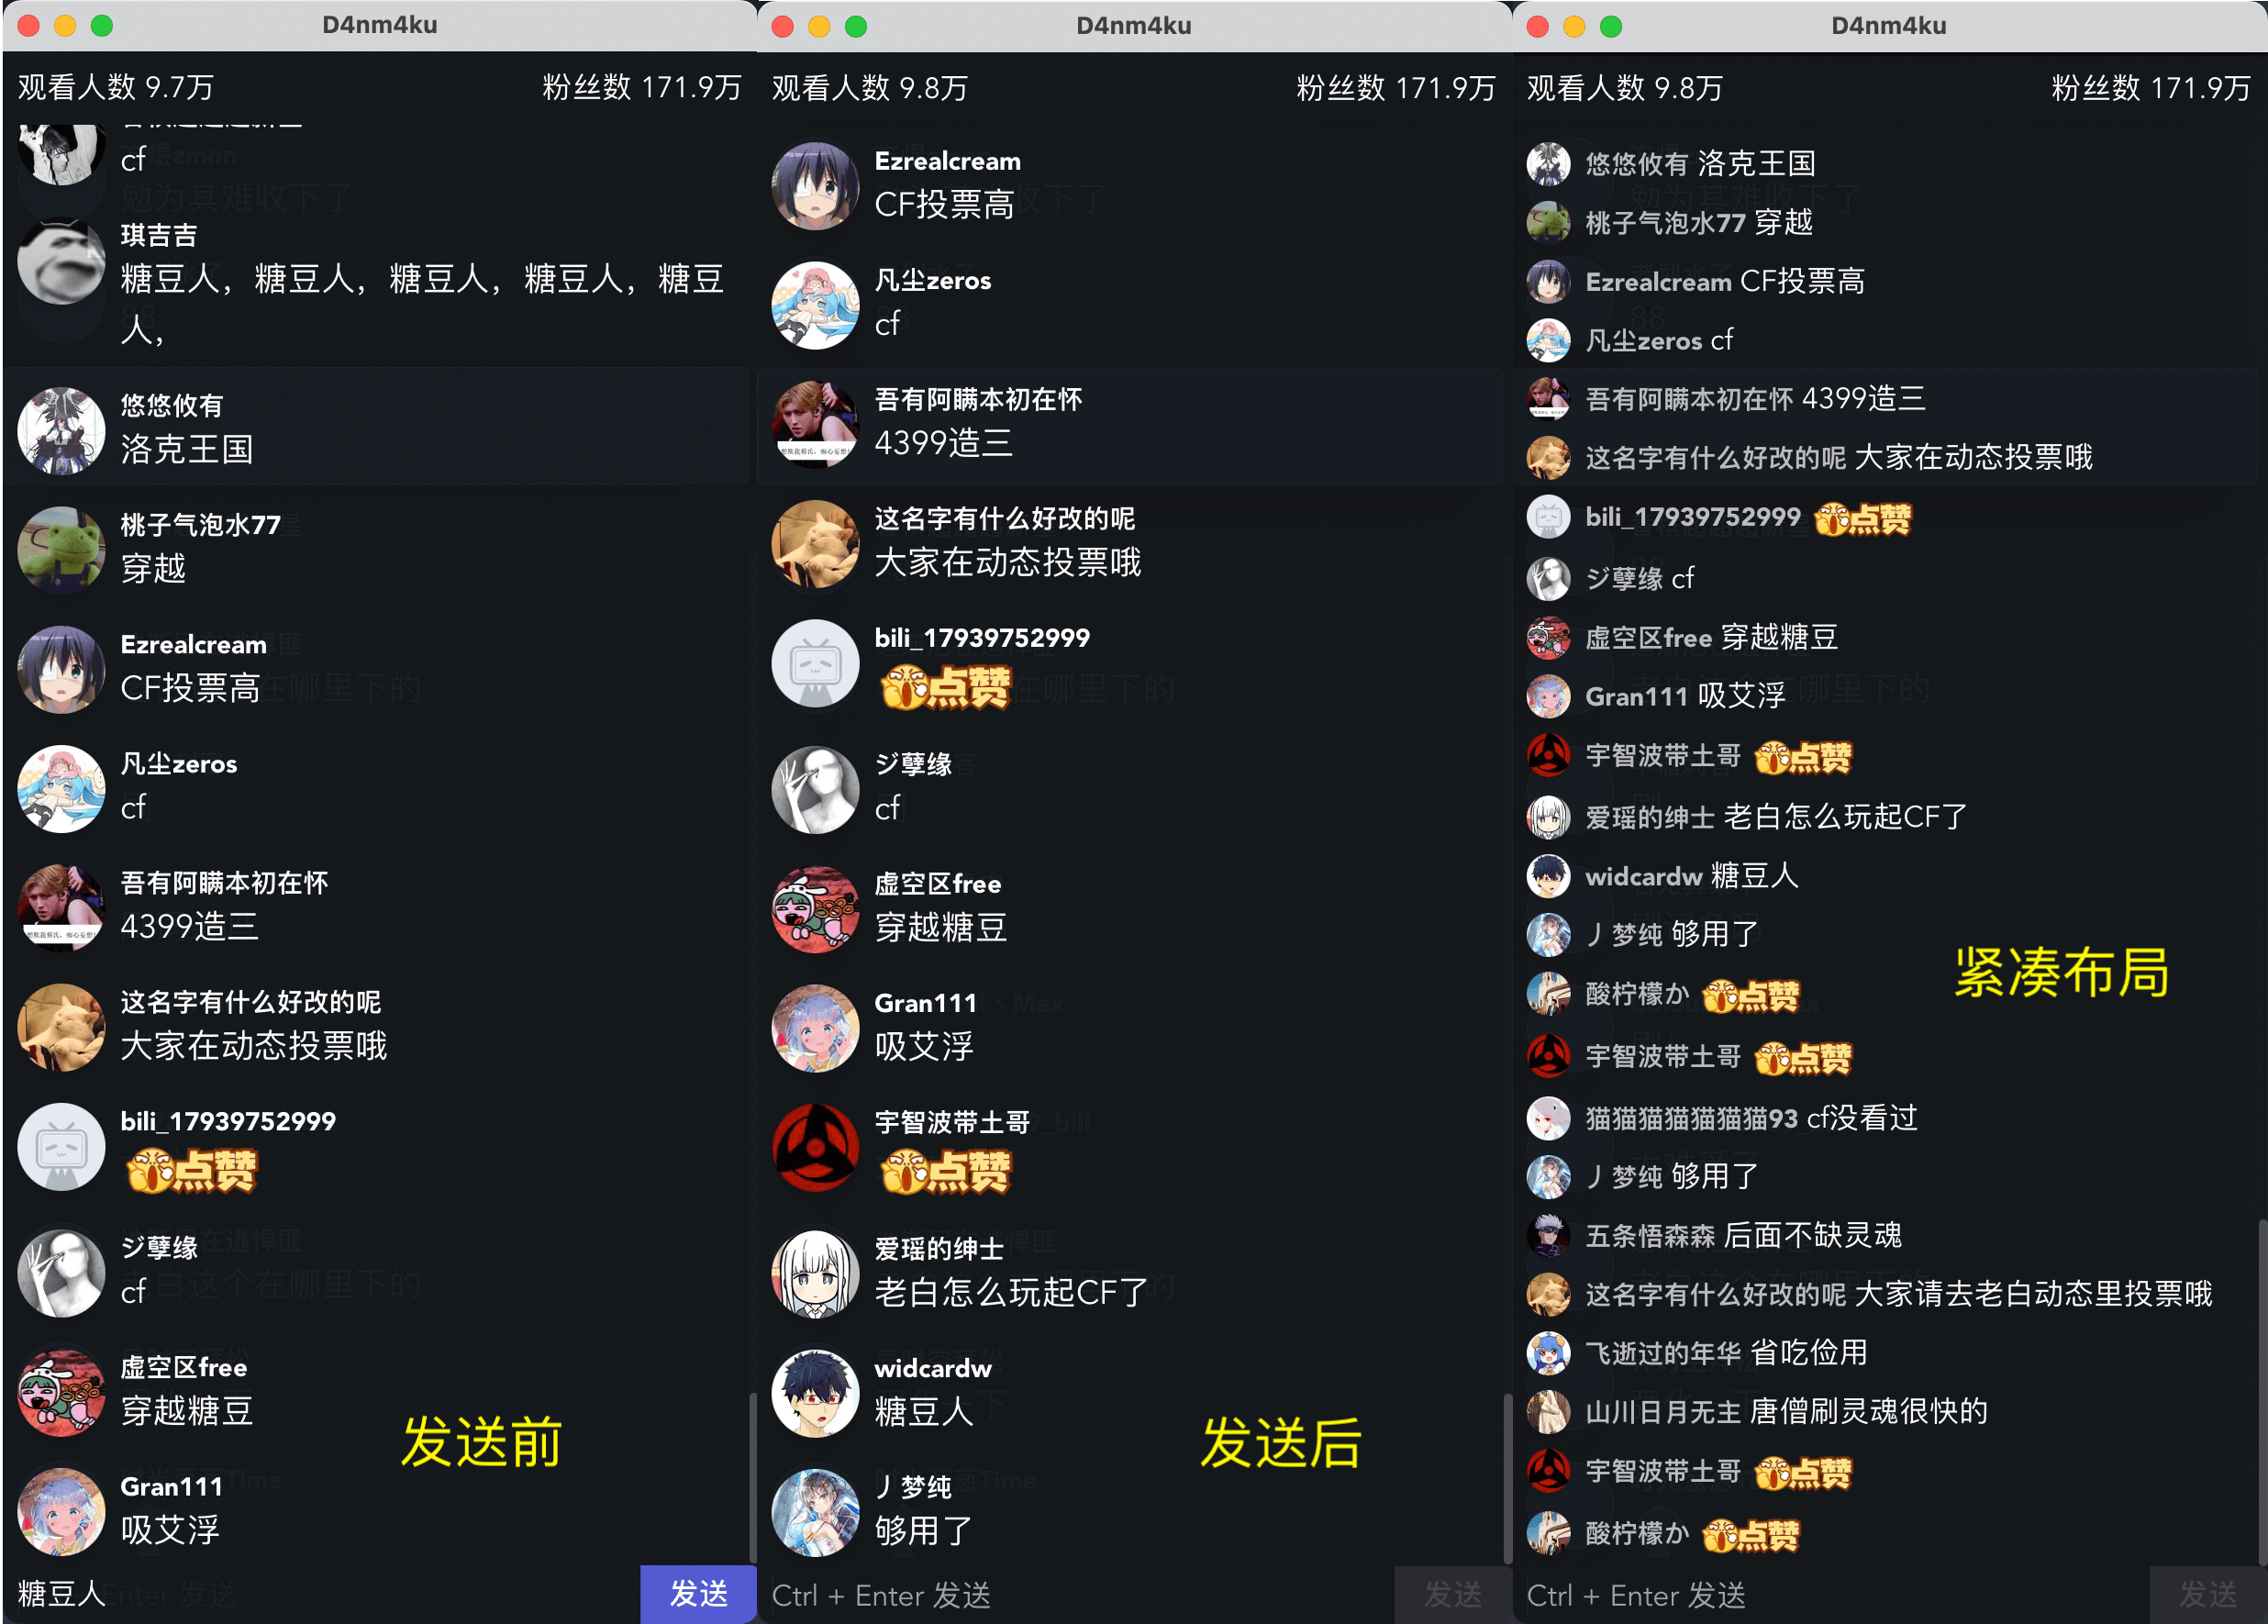 D4nm4ku
观看人数 9.7万
粉丝数 171.9万
cf
琪吉吉
糖豆人，糖豆人，糖豆人，糖豆人，糖豆
人，
悠悠攸有
洛克王国
桃子气泡水77
穿越
Ezrealcream
CF投票高
凡尘zeros
cf
吾有阿瞒本初在怀
4399造三
这名字有什么好改的呢
大家在动态投票哦
bili_17939752999
点赞
ジ孽缘
cf
虚空区free
穿越糖豆
发送前
Gran111
吸艾浮
糖豆人
发送
D4nm4ku
观看人数 9.8万
粉丝数 171.9万
Ezrealcream
CF投票高
凡尘zeros
cf
吾有阿瞒本初在怀
4399造三
这名字有什么好改的呢
大家在动态投票哦
bili_17939752999
点赞
ジ孽缘
cf
虚空区free
穿越糖豆
Gran111
吸艾浮
宇智波带土哥
点赞
爱瑶的绅士
老白怎么玩起CF了
widcardw
糖豆人
发送后
丿梦纯
够用了
Ctrl + Enter 发送
发送
D4nm4ku
观看人数 9.8万
粉丝数 171.9万
悠悠攸有 洛克王国
桃子气泡水77 穿越
Ezrealcream CF投票高
凡尘zeros cf
吾有阿瞒本初在怀 4399造三
这名字有什么好改的呢 大家在动态投票哦
bili_17939752999 点赞
ジ孽缘 cf
虚空区free 穿越糖豆
Gran111 吸艾浮
宇智波带土哥 点赞
爱瑶的绅士 老白怎么玩起CF了
widcardw 糖豆人
丿梦纯 够用了
紧凑布局
酸柠檬か 点赞
宇智波带土哥 点赞
猫猫猫猫猫猫猫93 cf没看过
丿梦纯 够用了
五条悟森森 后面不缺灵魂
这名字有什么好改的呢 大家请去老白动态里投票哦
飞逝过的年华 省吃俭用
山川日月无主 唐僧刷灵魂很快的
宇智波带土哥 点赞
酸柠檬か 点赞
Ctrl + Enter 发送
发送